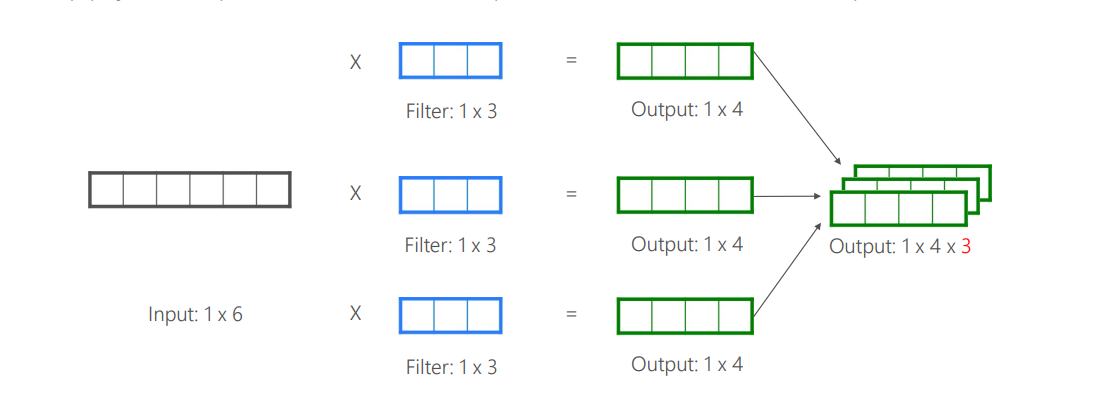 X
=
Filter: 1 x 3
Output: 1 x 4
X
=
Filter: 1 x 3
Output: 1 x 4
Output: 1 x 4 x 3
Input: 1 x 6
X
=
Filter: 1 x 3
Output: 1 x 4